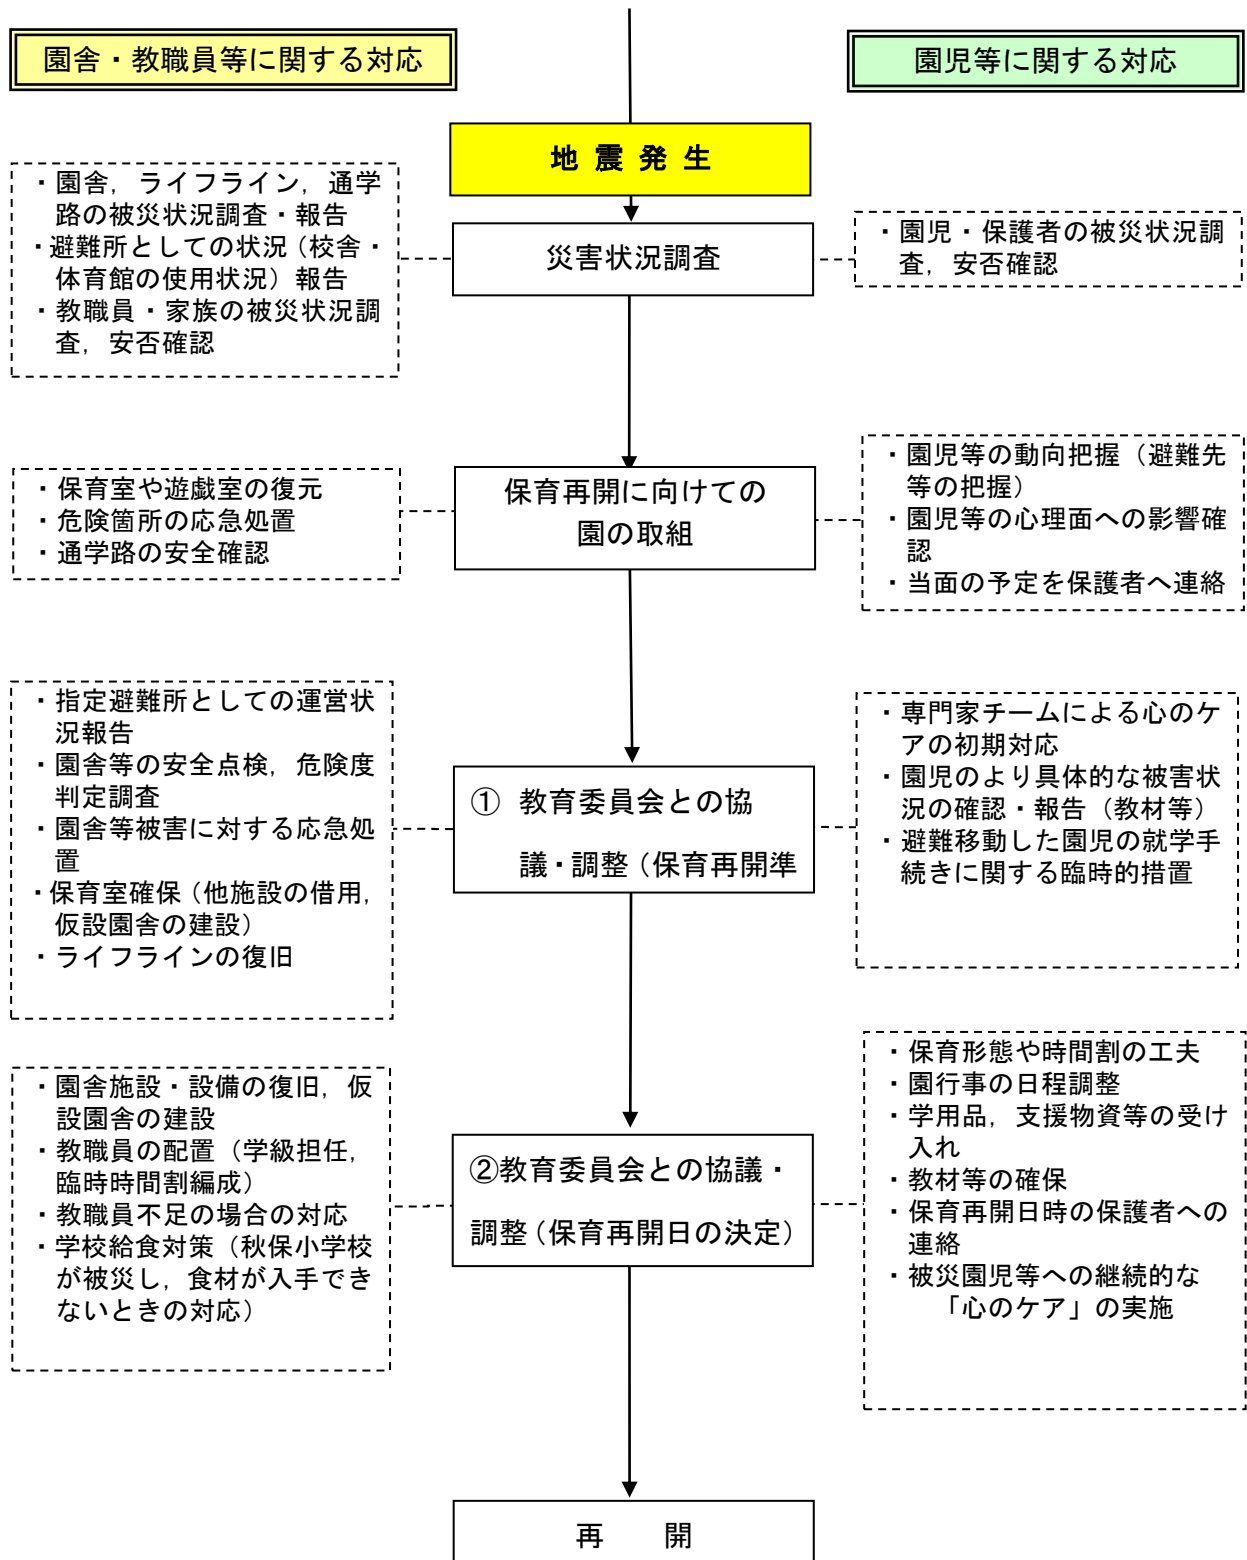 園舎・教職員等に関する対応
園児等に関する対応
地 震 発 生
・園舎，ライフライン，通学
路の被災状況調査・報告
・避難所としての状況（校舎・
体育館の使用状況）報告
・教職員・家族の被災状況調
査，安否確認
災害状況調査
・園児・保護者の被災状況調
査，安否確認
・保育室や遊戯室の復元
・危険箇所の応急処置
・通学路の安全確認
保育再開に向けての
園の取組
・園児等の動向把握（避難先
等の把握）
・園児等の心理面への影響確
認
・当面の予定を保護者へ連絡
・指定避難所としての運営状
況報告
・園舎等の安全点検，危険度
判定調査
・園舎等被害に対する応急処
置
・保育室確保（他施設の借用，
仮設園舎の建設）
・ライフラインの復旧
① 教育委員会との協
議・調整（保育再開準
・専門家チームによる心のケ
アの初期対応
・園児のより具体的な被害状
況の確認・報告（教材等）
・避難移動した園児の就学手
続きに関する臨時的措置
・園舎施設・設備の復旧，仮
設園舎の建設
・教職員の配置（学級担任，
臨時時間割編成）
・教職員不足の場合の対応
・学校給食対策（秋保小学校
が被災し，食材が入手でき
ないときの対応）
②教育委員会との協議・
調整（保育再開日の決定）
・保育形態や時間割の工夫
・園行事の日程調整
・学用品，支援物資等の受け
入れ
・教材等の確保
・保育再開日時の保護者への
連絡
・被災園児等への継続的な
「心のケア」の実施
再 開